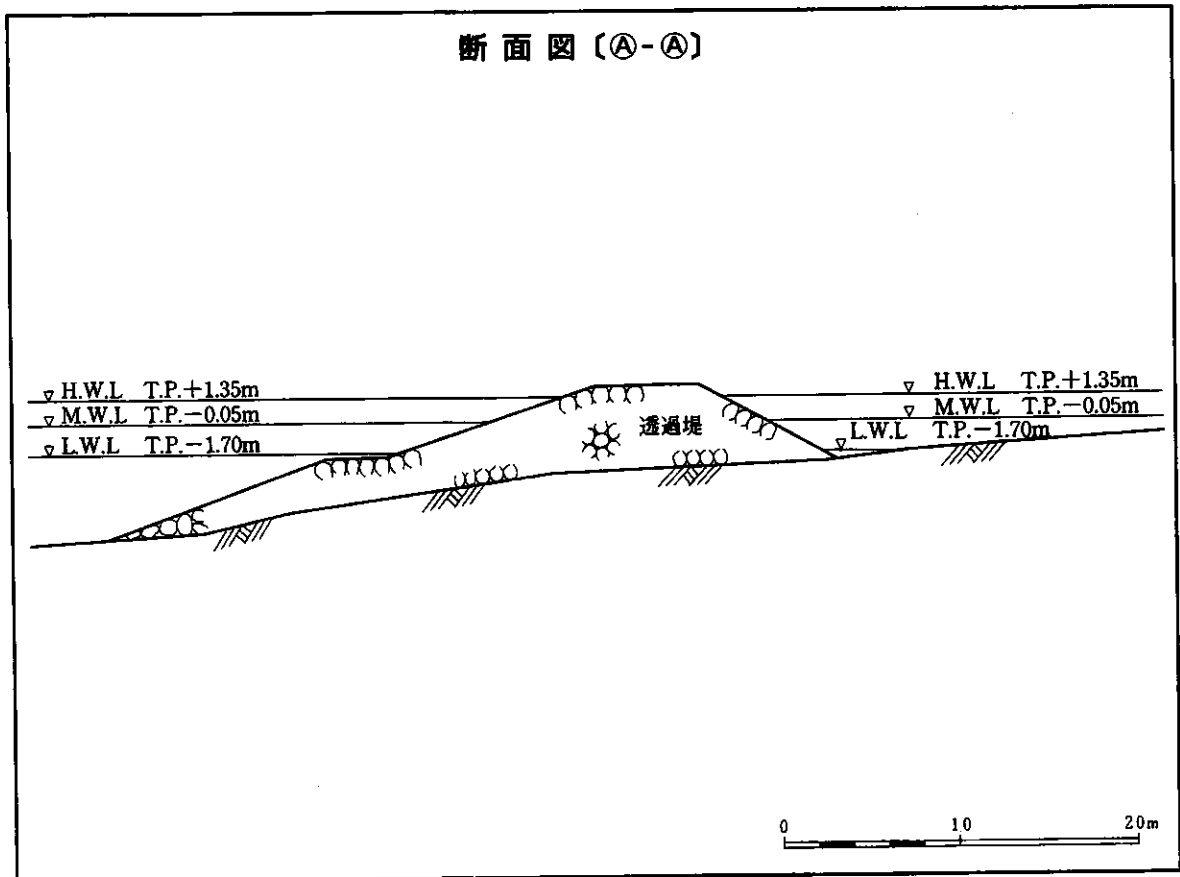 断面図〔Ⓐ-Ⓐ〕
▽H.W.L T.P.+1.35m
▽M.W.L T.P.−0.05m
▽L.W.L T.P.−1.70m
透過堤
▽ H.W.L T.P.+1.35m
▽ M.W.L T.P.−0.05m
▽ L.W.L T.P.−1.70m
0 10 20m